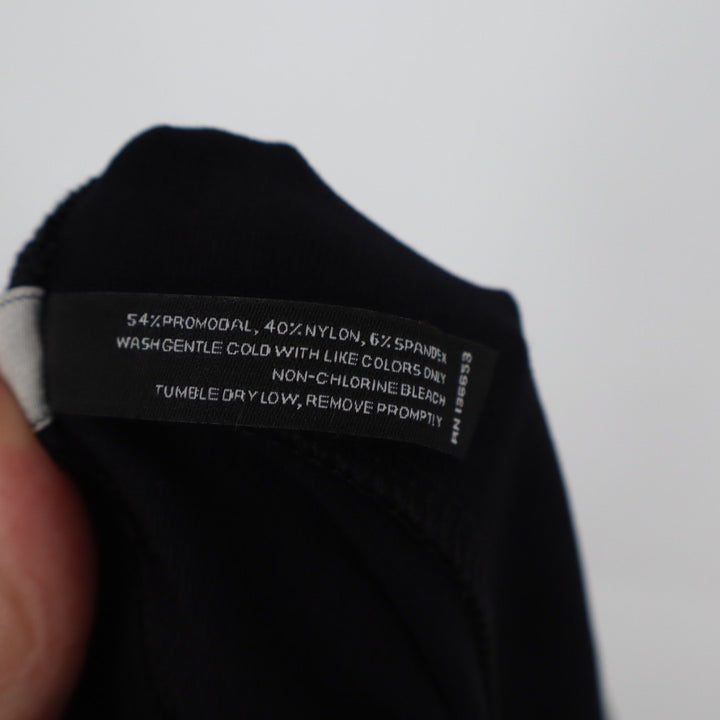 54% PROMODAL, 40% NYLON, 6% SPANDEX
WASH GENTLE COLD WITH LIKE COLORS ONLY
NON-CHLORINE BLEACH
TUMBLE DRY LOW, REMOVE PROMPTLY
RN 136653